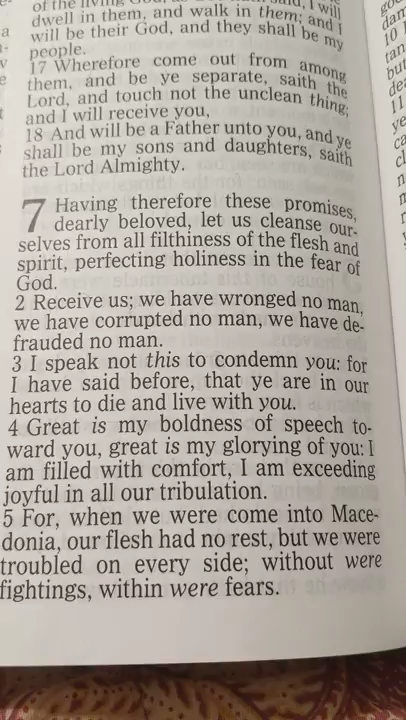 of the living God; I will
dwell in them, and walk in them; and I
will be their God, and they shall be my
people.
17 Wherefore come out from among
them, and be ye separate, saith the
Lord, and touch not the unclean thing;
and I will receive you,
18 And will be a Father unto you, and ye
shall be my sons and daughters, saith
the Lord Almighty.
7 Having therefore these promises,
dearly beloved, let us cleanse our-
selves from all filthiness of the flesh and
spirit, perfecting holiness in the fear of
God.
2 Receive us; we have wronged no man,
we have corrupted no man, we have de-
frauded no man.
3 I speak not this to condemn you: for
I have said before, that ye are in our
hearts to die and live with you.
4 Great is my boldness of speech to-
ward you, great is my glorying of you: I
am filled with comfort, I am exceeding
joyful in all our tribulation.
5 For, when we were come into Mace-
donia, our flesh had no rest, but we were
troubled on every side; without were
fightings, within were fears.